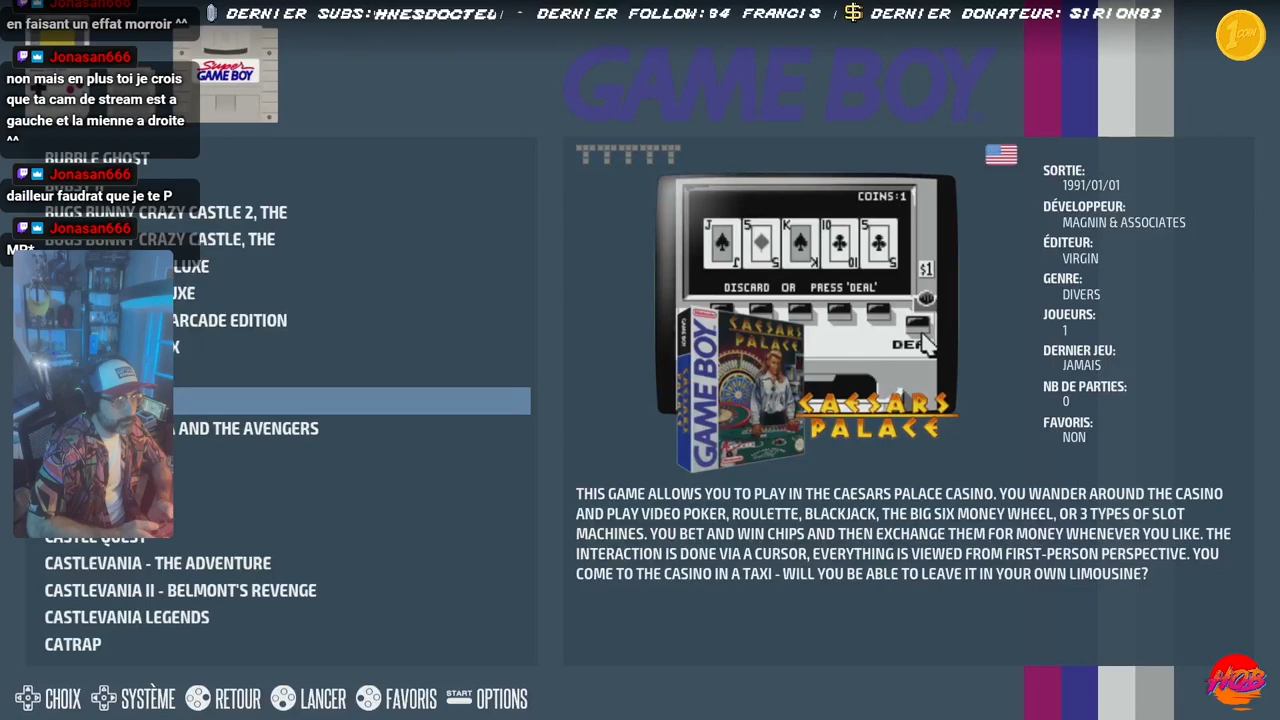 DERNIER SUBS: HNESDOCTEU - DERNIER FOLLOW: 94 FRANCIS / DERNIER DONATEUR: SIRION83
en faisant un effat morroir ^^
Jonasan666
non mais en plus toi je crois
que ta cam de stream est a
gauche et la mienne a droite
^^
Jonasan666
dailleur faudrat que je te P
Jonasan666
MP*
Super
GAME BOY
GAME BOY
1 COIN
BUBBLE GHOST
BUGS BUNNY CRAZY CASTLE 2, THE
BUGS BUNNY CRAZY CASTLE, THE
LUXE
UXE
ARCADE EDITION
X
AND THE AVENGERS
CASTLE QUEST
CASTLEVANIA - THE ADVENTURE
CASTLEVANIA II - BELMONT'S REVENGE
CASTLEVANIA LEGENDS
CATRAP
COINS:1
J 5 K 10 5
$1
DISCARD OR PRESS 'DEAL'
DEA
GAME BOY
CAESARS
PALACE
CAESARS
PALACE
SORTIE:
1991/01/01
DÉVELOPPEUR:
MAGNIN & ASSOCIATES
ÉDITEUR:
VIRGIN
GENRE:
DIVERS
JOUEURS:
1
DERNIER JEU:
JAMAIS
NB DE PARTIES:
0
FAVORIS:
NON
THIS GAME ALLOWS YOU TO PLAY IN THE CAESARS PALACE CASINO. YOU WANDER AROUND THE CASINO
AND PLAY VIDEO POKER, ROULETTE, BLACKJACK, THE BIG SIX MONEY WHEEL, OR 3 TYPES OF SLOT
MACHINES. YOU BET AND WIN CHIPS AND THEN EXCHANGE THEM FOR MONEY WHENEVER YOU LIKE. THE
INTERACTION IS DONE VIA A CURSOR, EVERYTHING IS VIEWED FROM FIRST-PERSON PERSPECTIVE. YOU
COME TO THE CASINO IN A TAXI - WILL YOU BE ABLE TO LEAVE IT IN YOUR OWN LIMOUSINE?
CHOIX SYSTÈME RETOUR LANCER FAVORIS START OPTIONS
HQB